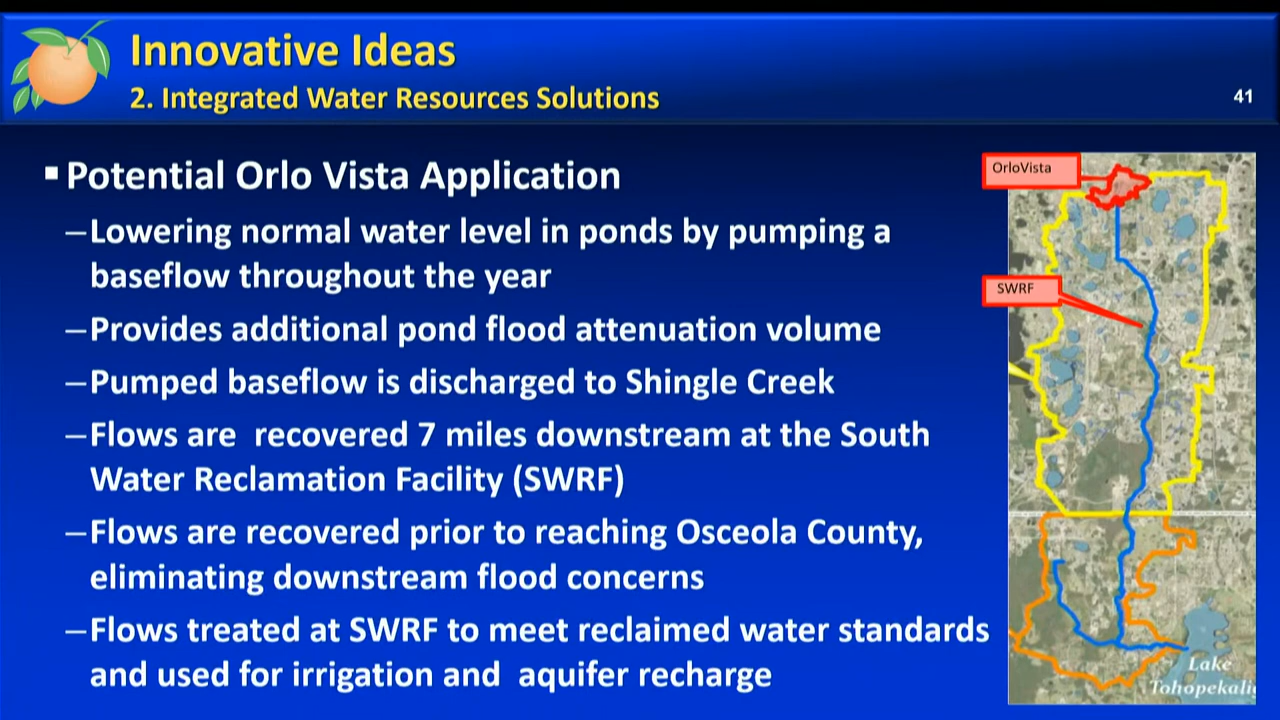 Innovative Ideas
2. Integrated Water Resources Solutions
41
▪ Potential Orlo Vista Application
–Lowering normal water level in ponds by pumping a
baseflow throughout the year
–Provides additional pond flood attenuation volume
–Pumped baseflow is discharged to Shingle Creek
–Flows are recovered 7 miles downstream at the South
Water Reclamation Facility (SWRF)
–Flows are recovered prior to reaching Osceola County,
eliminating downstream flood concerns
–Flows treated at SWRF to meet reclaimed water standards
and used for irrigation and aquifer recharge
OrloVista
SWRF
Lake
Tohopekali